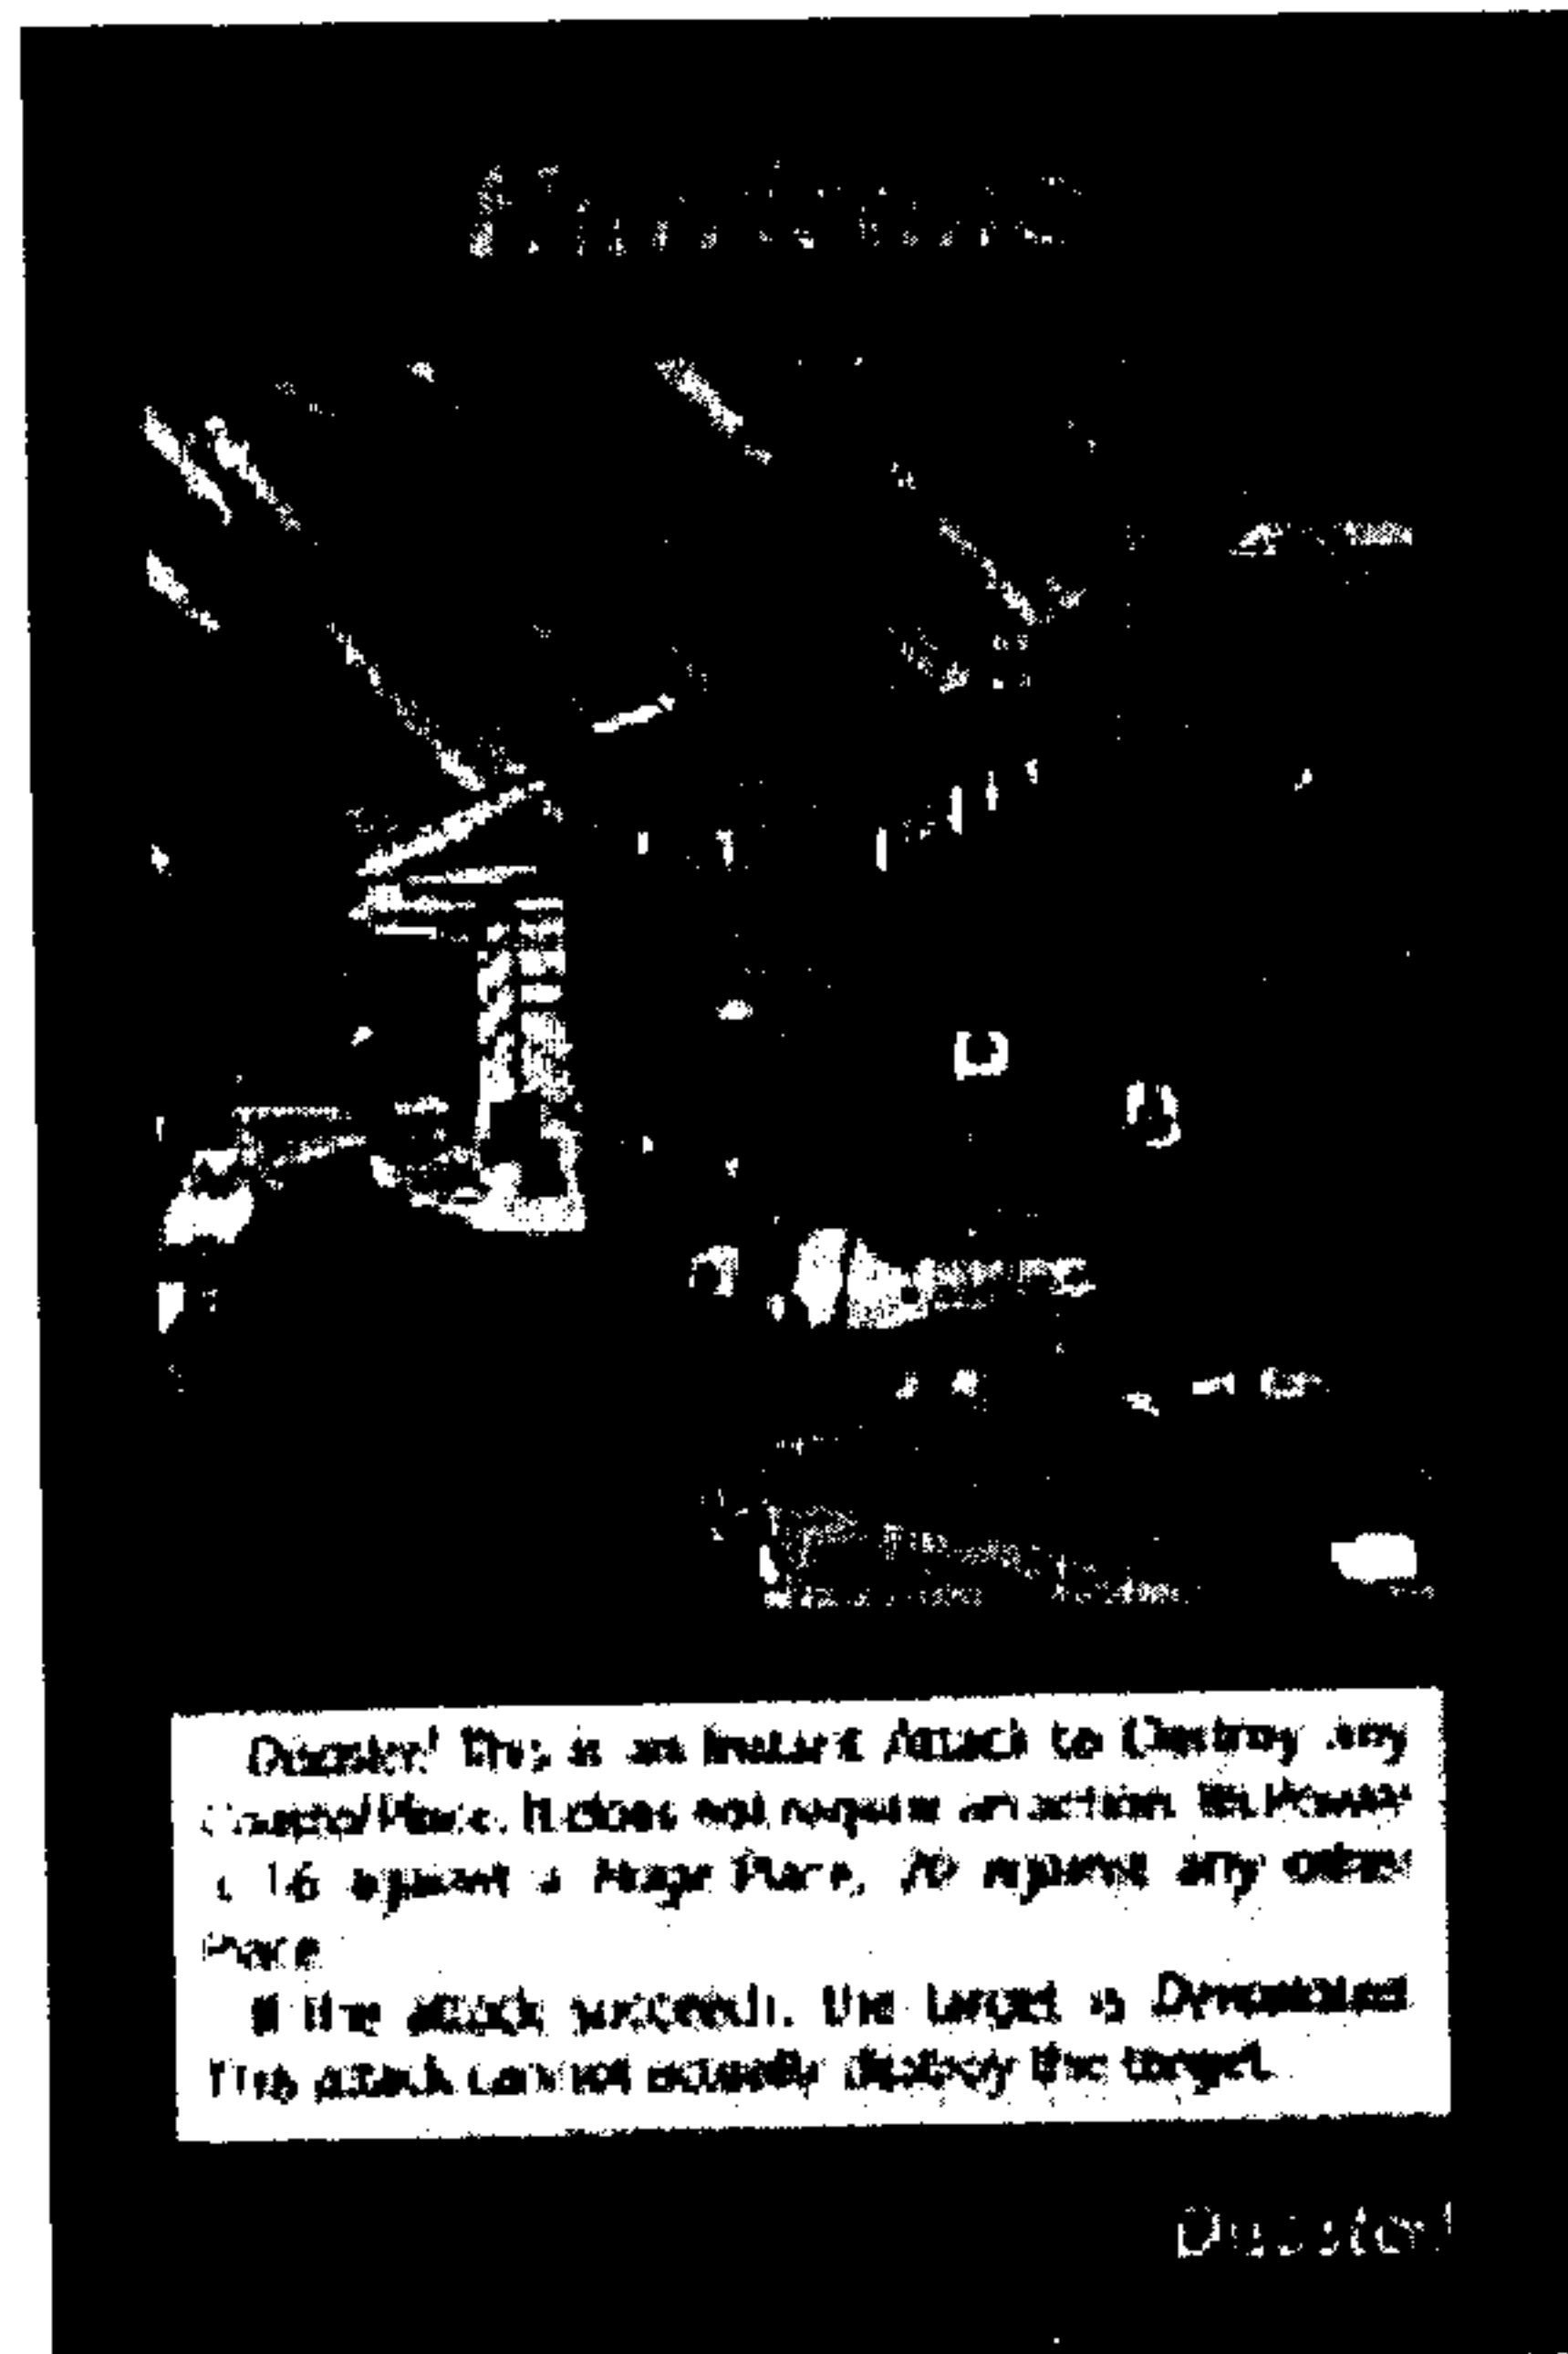 Disaster! This is an Instant Attack to Destroy any
Place. It does not require an action. Its Power
is 16 against a Huge Place, 20 against any other
Place.
If the attack succeeds, the target is Devastated.
This attack cannot actually destroy the target.
Disaster!